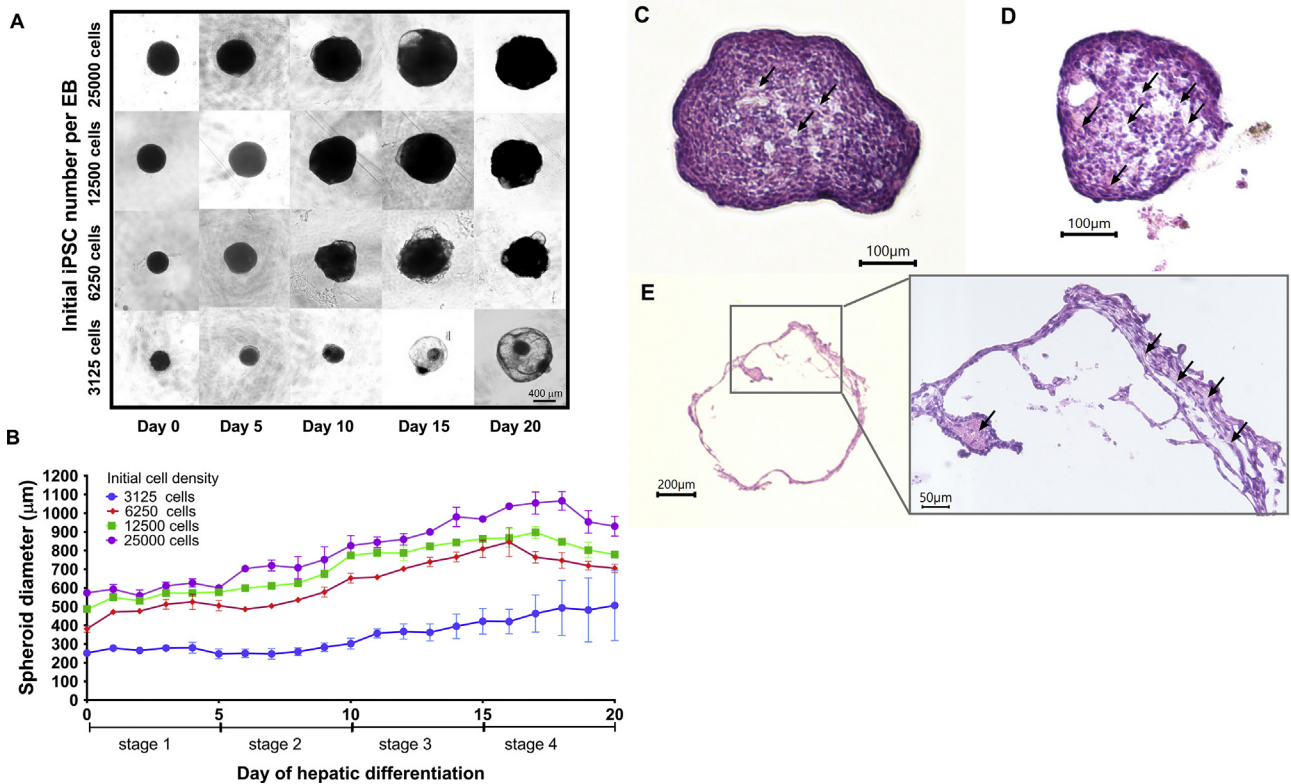 A
Initial iPSC number per EB
25000 cells
12500 cells
6250 cells
3125 cells
400 µm
Day 0 Day 5 Day 10 Day 15 Day 20
B
Spheroid diameter (µm)
1200
1100
1000
900
800
700
600
500
400
300
200
100
0
Initial cell density
3125 cells
6250 cells
12500 cells
25000 cells
0 5 10 15 20
stage 1 stage 2 stage 3 stage 4
Day of hepatic differentiation
C
100µm
D
100µm
E
200µm
50µm